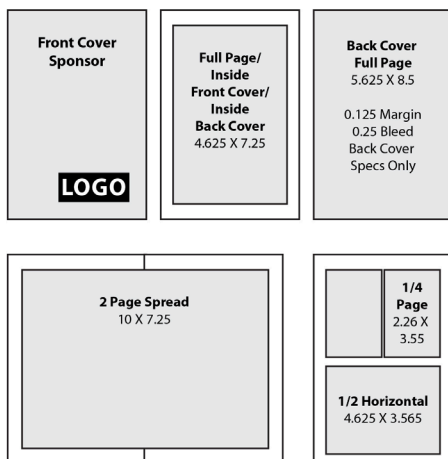 Front Cover
Sponsor
LOGO
Full Page/
Inside
Front Cover/
Inside
Back Cover
4.625 X 7.25
Back Cover
Full Page
5.625 X 8.5
0.125 Margin
0.25 Bleed
Back Cover
Specs Only
2 Page Spread
10 X 7.25
1/4
Page
2.26 X
3.55
1/2 Horizontal
4.625 X 3.565